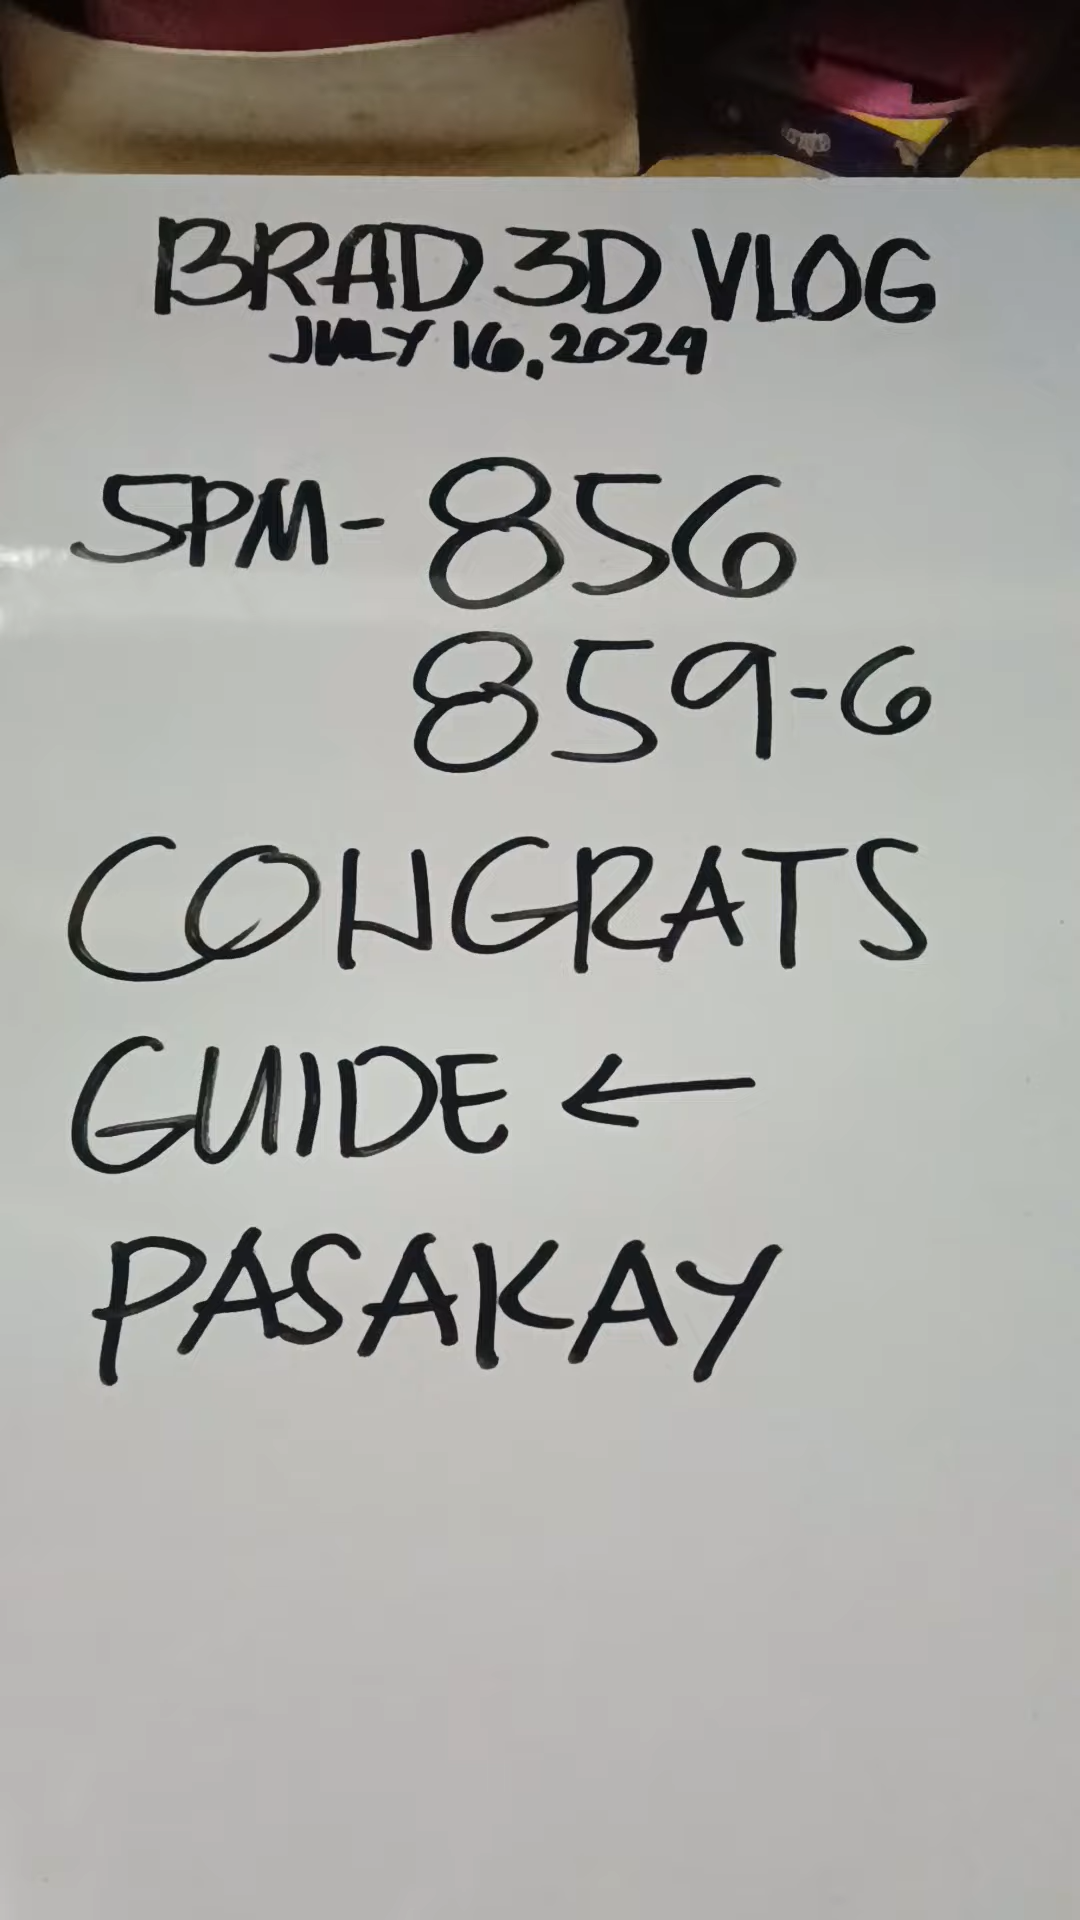 BRAD 3D VLOG
JULY 16, 2024
5PM - 856
859-6
CONGRATS
GUIDE ←
PASAKAY